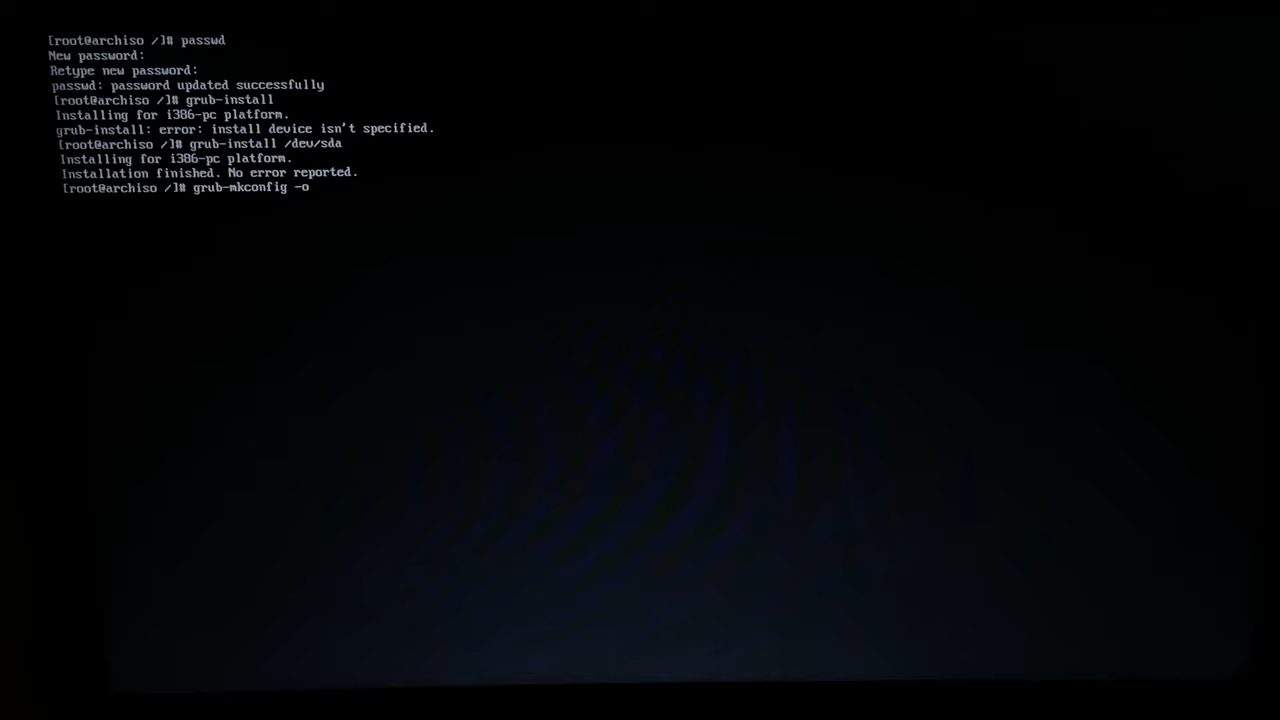 [root@archiso /]# passwd
New password:
Retype new password:
passwd: password updated successfully
[root@archiso /]# grub-install
Installing for i386-pc platform.
grub-install: error: install device isn't specified.
[root@archiso /]# grub-install /dev/sda
Installing for i386-pc platform.
Installation finished. No error reported.
[root@archiso /]# grub-mkconfig -o